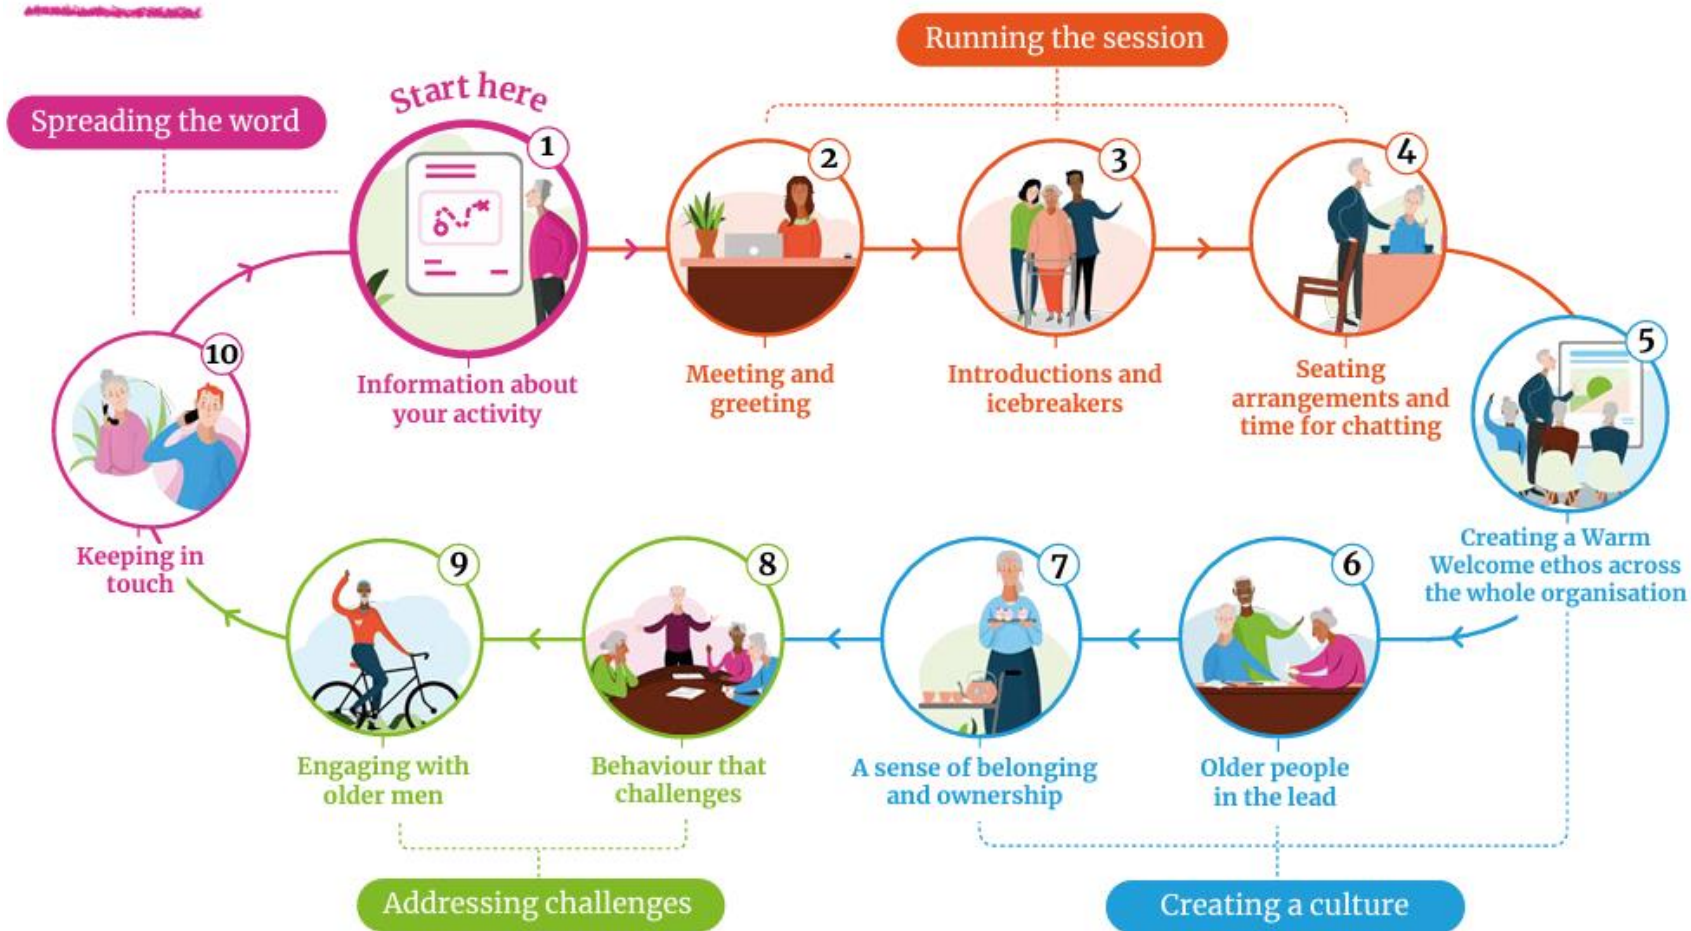 Running the session
Spreading the word
Start here
1
Information about
your activity
2
Meeting and
greeting
3
Introductions and
icebreakers
4
Seating
arrangements and
time for chatting
5
Creating a Warm
Welcome ethos across
the whole organisation
6
Older people
in the lead
7
A sense of belonging
and ownership
8
Behaviour that
challenges
9
Engaging with
older men
10
Keeping in
touch
Addressing challenges
Creating a culture